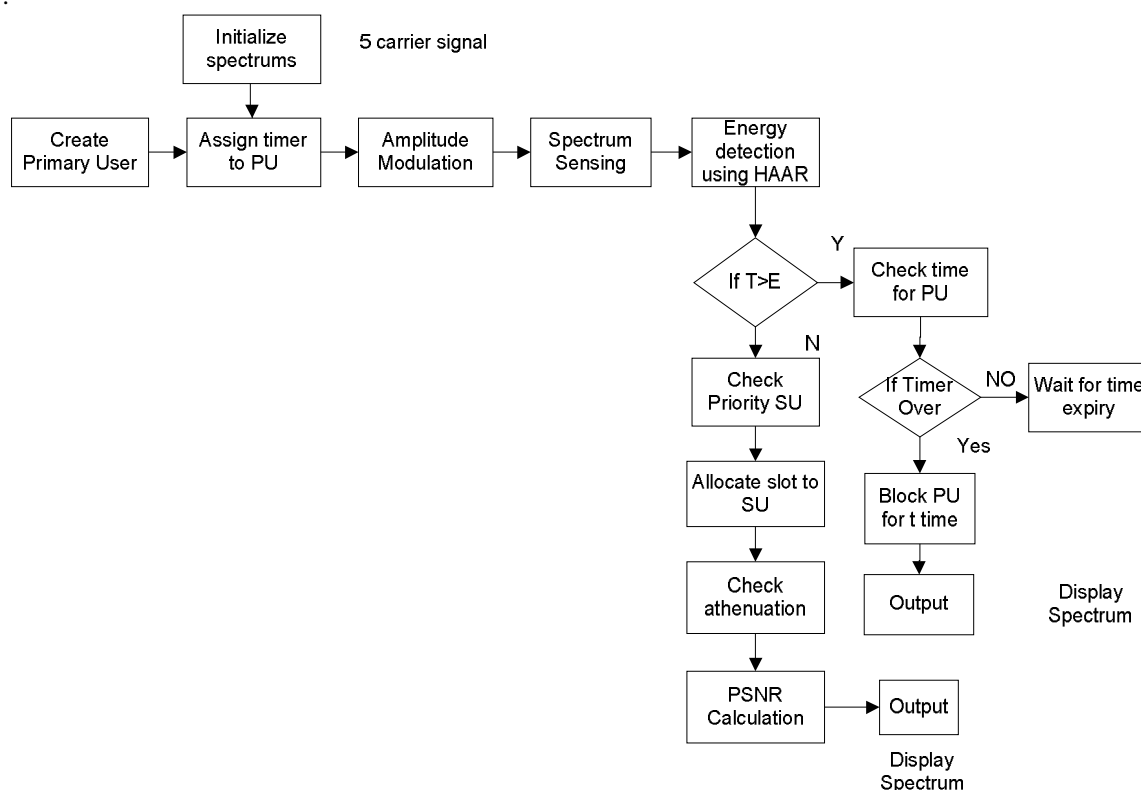 .
Initialize
spectrums
5 carrier signal
Create
Primary User
Assign timer
to PU
Amplitude
Modulation
Spectrum
Sensing
Energy
detection
using HAAR
If T>E
Y
Check time
for PU
N
Check
Priority SU
If Timer
Over
NO
Wait for time
expiry
Yes
Allocate slot to
SU
Block PU
for t time
Check
athenuation
Output
Display
Spectrum
PSNR
Calculation
Output
Display
Spectrum